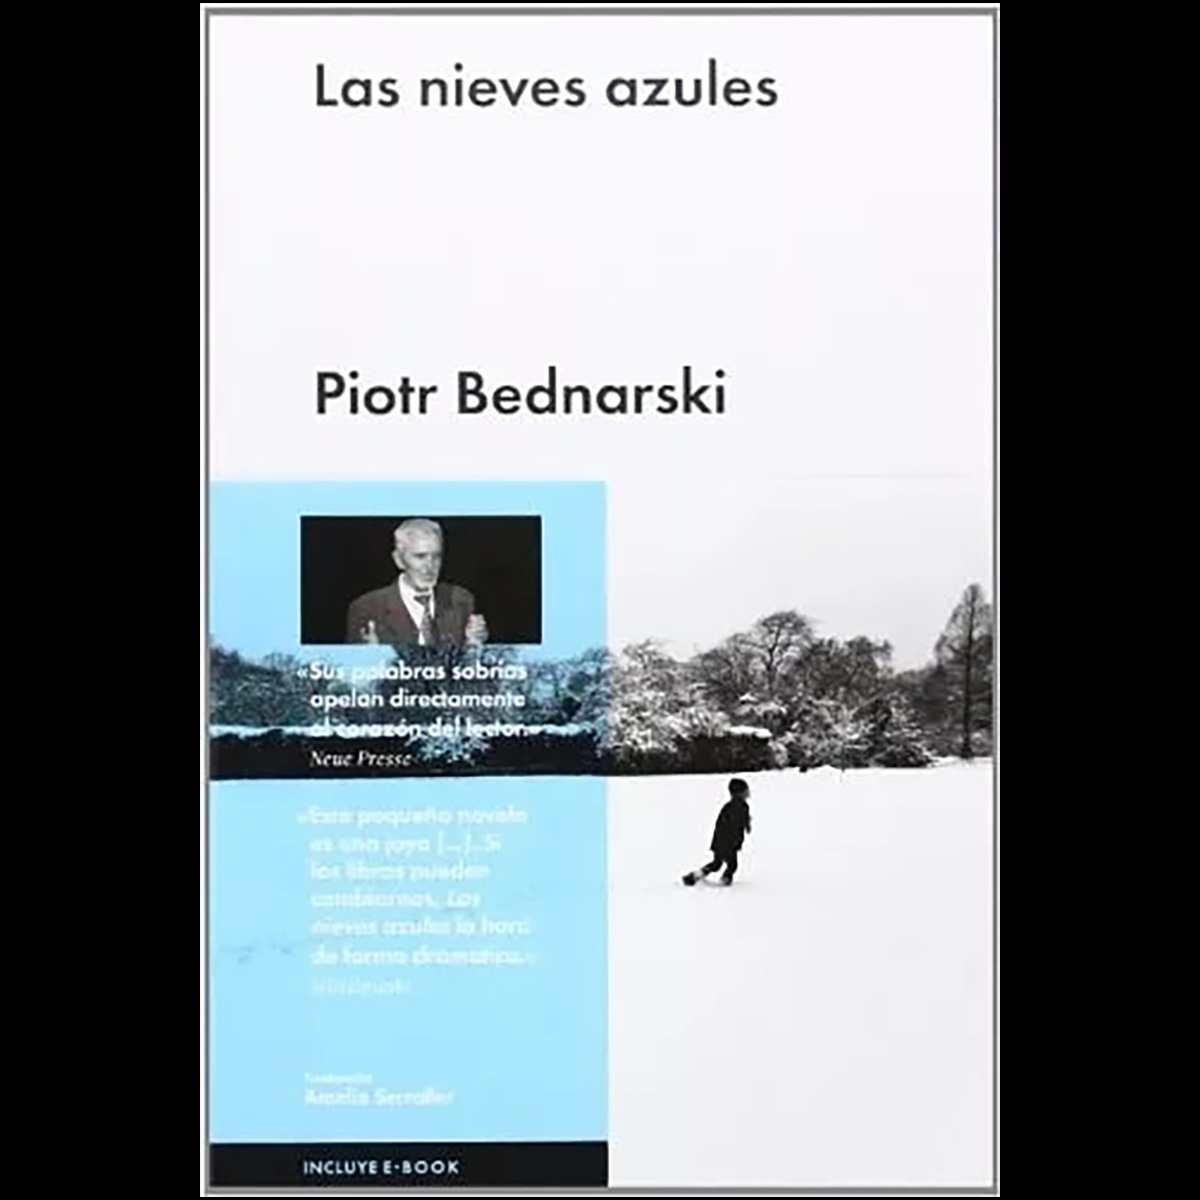 Las nieves azules
Piotr Bednarski
«Sus palabras sobrias
apelan directamente
al corazón del lector.»
Neue Presse
«Esta pequeña novela
es una joya [...]. Si
los libros pueden
cambiarnos, Las
nieves azules lo hará
de forma dramática.»
Traducción
Amelia Serraller
INCLUYE E-BOOK